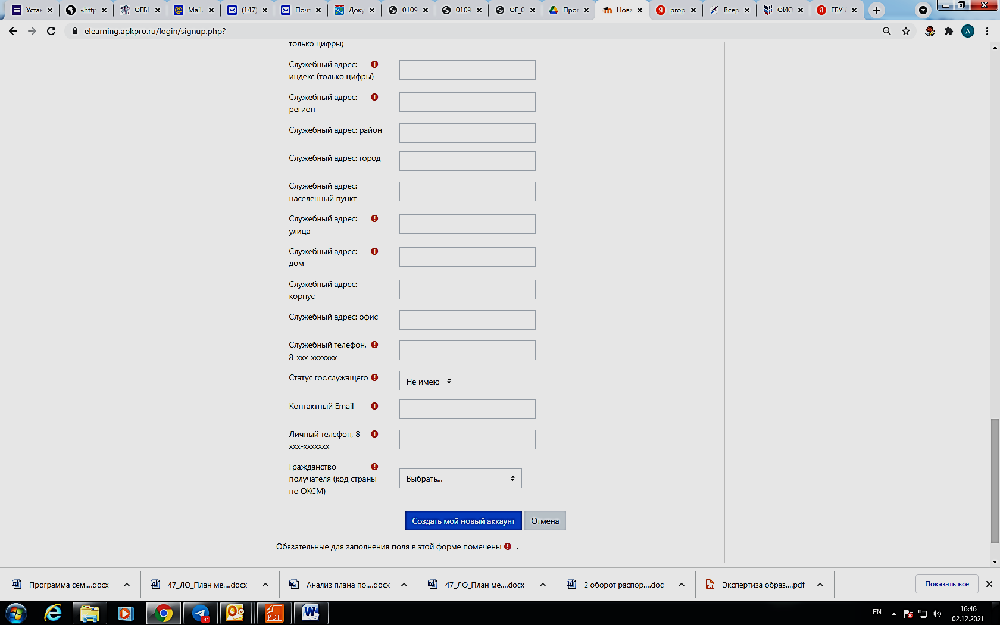 Уста
«http
ФГБН
Mail.
(147)
Почт
Доку
0109
0109
ФГ_0
Прог
Нова
prop
Всер
ФИО
ГБУ
elearning.apkpro.ru/login/signup.php?
A
только цифры)
Служебный адрес:
индекс (только цифры)
Служебный адрес:
регион
Служебный адрес: район
Служебный адрес: город
Служебный адрес:
населенный пункт
Служебный адрес:
улица
Служебный адрес:
дом
Служебный адрес:
корпус
Служебный адрес: офис
Служебный телефон,
8-xxx-xxxxxxx
Статус гос.служащего
Не имею
Контактный Email
Личный телефон, 8-
xxx-xxxxxxx
Гражданство
получателя (код страны
по ОКСМ)
Выбрать...
Создать мой новый аккаунт
Отмена
Обязательные для заполнения поля в этой форме помечены .
Программа сем....docx
47_ЛО_План ме....docx
Анализ плана по....docx
47_ЛО_План ме....docx
2 оборот распор....doc
Экспертиза образ....pdf
Показать все
31
PDF
EN
16:46
02.12.2021